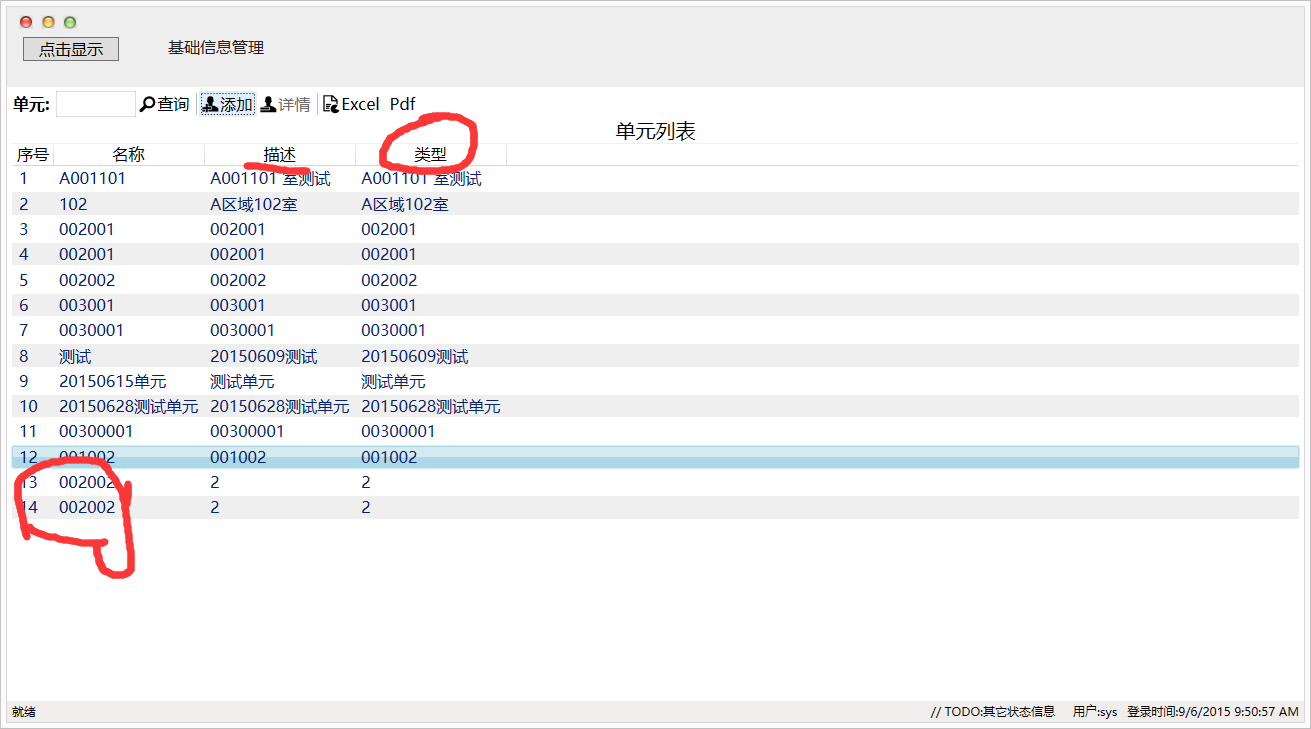 点击显示 基础信息管理
单元: 查询 添加 详情 Excel Pdf
单元列表
序号 名称 描述 类型
1 A001101 A001101 室测试 A001101 室测试
2 102 A区域102室 A区域102室
3 002001 002001 002001
4 002001 002001 002001
5 002002 002002 002002
6 003001 003001 003001
7 0030001 0030001 0030001
8 测试 20150609测试 20150609测试
9 20150615单元 测试单元 测试单元
10 20150628测试单元 20150628测试单元 20150628测试单元
11 00300001 00300001 00300001
12 001002 001002 001002
13 002002 2 2
14 002002 2 2
就绪 // TODO:其它状态信息 用户:sys 登录时间:9/6/2015 9:50:57 AM